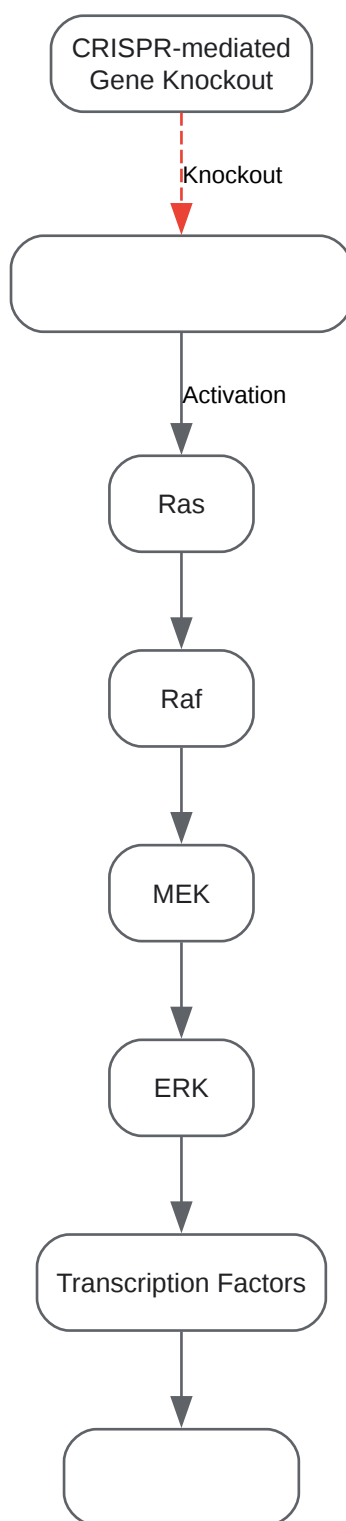 CRISPR-mediated
Gene Knockout
Knockout
Activation
Ras
Raf
MEK
ERK
Transcription Factors